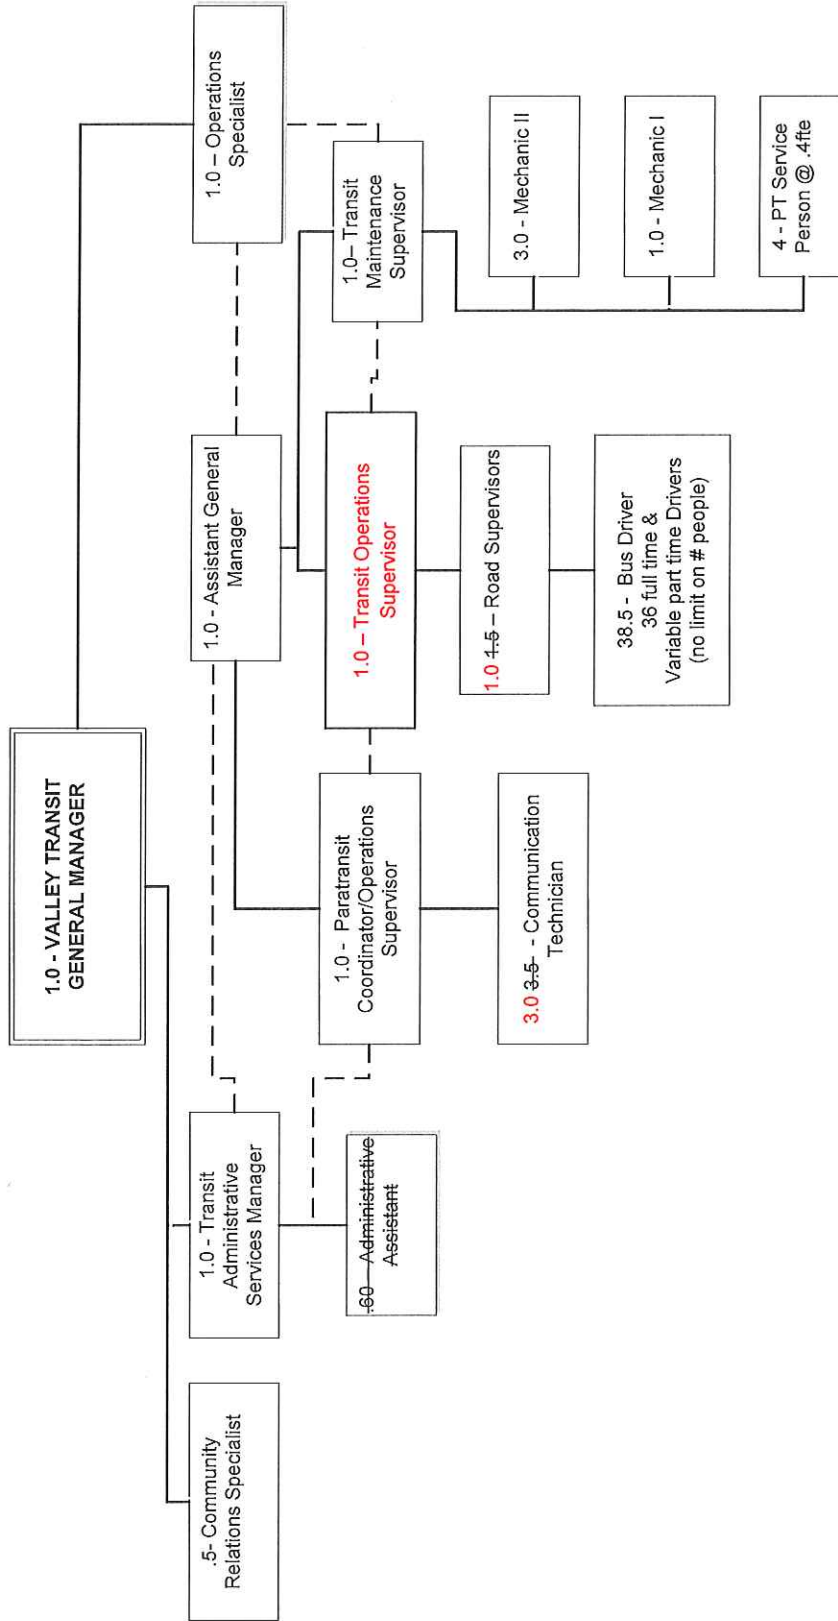 1.0 - VALLEY TRANSIT
GENERAL MANAGER
.5- Community
Relations Specialist
1.0 - Transit
Administrative
Services Manager
1.0 - Assistant General
Manager
1.0 – Operations
Specialist
.60 – Administrative
Assistant
1.0 - Paratransit
Coordinator/Operations
Supervisor
1.0 – Transit Operations
Supervisor
1.0– Transit
Maintenance
Supervisor
3.0 3.5 - Communication
Technician
1.0 1.5 – Road Supervisors
3.0 - Mechanic II
38.5 - Bus Driver
36 full time &
Variable part time Drivers
(no limit on # people)
1.0 - Mechanic I
4 - PT Service
Person @ .4fte